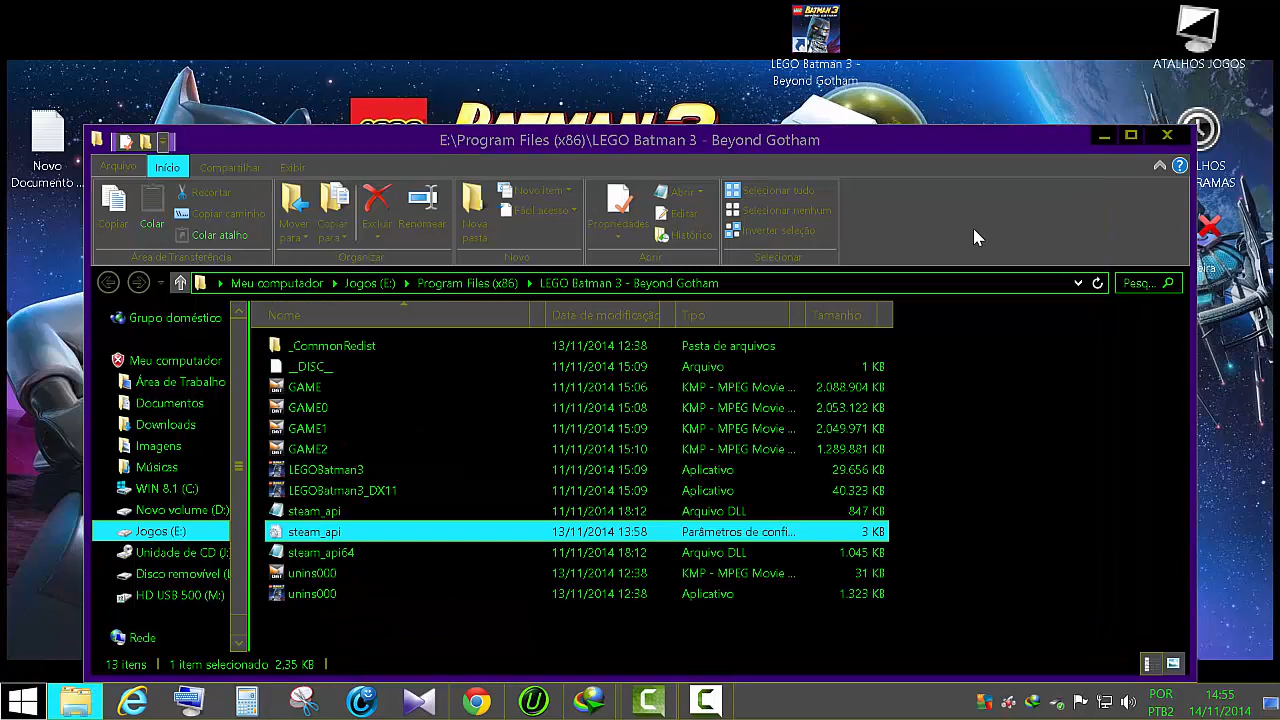 LEGO Batman 3 -
Beyond Gotham
ATALHOS JOGOS
Novo
Documento ...
LEGO
BATMAN 3
E:\Program Files (x86)\LEGO Batman 3 - Beyond Gotham
Arquivo Início Compartilhar Exibir
Copiar
Colar
Recortar
Copiar caminho
Colar atalho
Área de Transferência
Mover
para
Copiar
para
Excluir
Renomear
Organizar
Nova
pasta
Novo item
Fácil acesso
Novo
Propriedades
Abrir
Editar
Histórico
Abrir
Selecionar tudo
Selecionar nenhum
Inverter seleção
Selecionar
Meu computador Jogos (E:) Program Files (x86) LEGO Batman 3 - Beyond Gotham
Pesq...
Grupo doméstico
Meu computador
Área de Trabalho
Documentos
Downloads
Imagens
Músicas
WIN 8.1 (C:)
Novo volume (D:)
Jogos (E:)
Unidade de CD (J:
Disco removível (L
HD USB 500 (M:)
Rede
Nome Data de modificação Tipo Tamanho
_CommonRedist 13/11/2014 12:38 Pasta de arquivos
__DISC__ 11/11/2014 15:09 Arquivo 1 KB
GAME 11/11/2014 15:06 KMP - MPEG Movie ... 2.088.904 KB
GAME0 11/11/2014 15:08 KMP - MPEG Movie ... 2.053.122 KB
GAME1 11/11/2014 15:09 KMP - MPEG Movie ... 2.049.971 KB
GAME2 11/11/2014 15:10 KMP - MPEG Movie ... 1.289.881 KB
LEGOBatman3 11/11/2014 15:09 Aplicativo 29.656 KB
LEGOBatman3_DX11 11/11/2014 15:09 Aplicativo 40.323 KB
steam_api 11/11/2014 18:12 Arquivo DLL 847 KB
steam_api 13/11/2014 13:58 Parâmetros de confi... 3 KB
steam_api64 11/11/2014 18:12 Arquivo DLL 1.045 KB
unins000 13/11/2014 12:38 KMP - MPEG Movie ... 31 KB
unins000 13/11/2014 12:38 Aplicativo 1.323 KB
13 itens 1 item selecionado 2,35 KB
LHOS
RAMAS
eira
POR
PTB2
14:55
14/11/2014